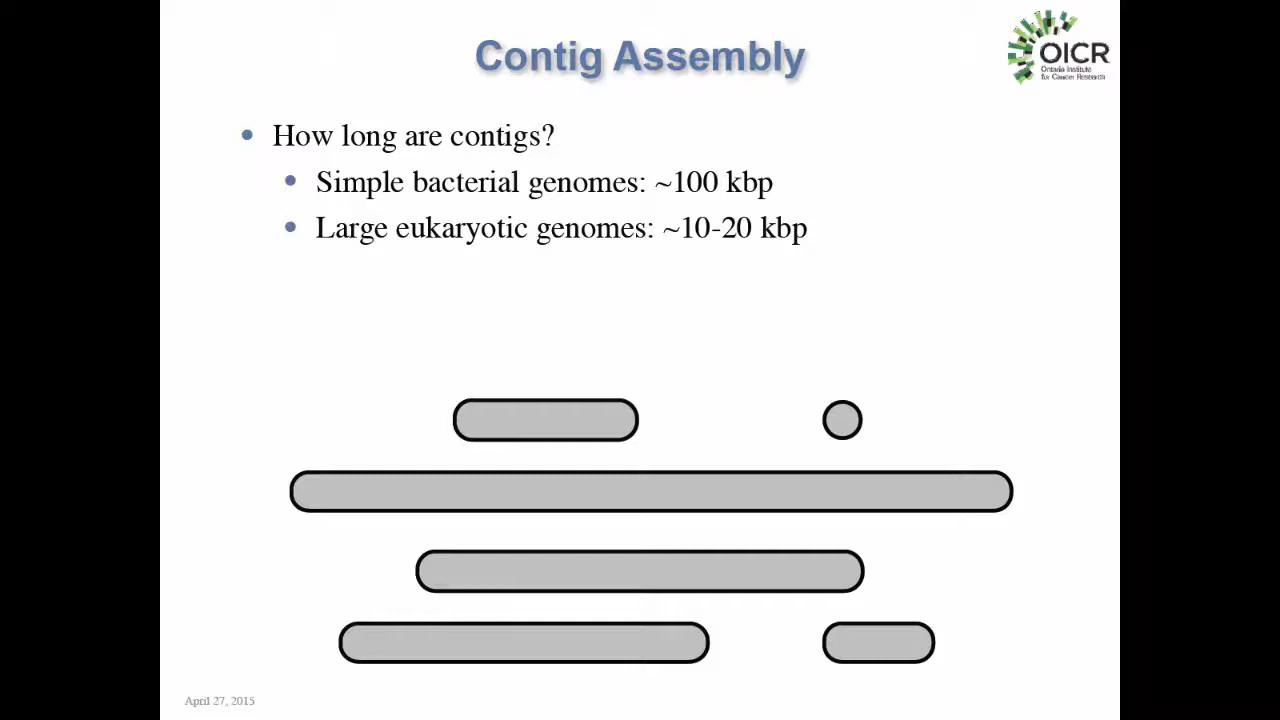 Contig Assembly
OICR
Ontario Institute
for Cancer Research
How long are contigs?
Simple bacterial genomes: ~100 kbp
Large eukaryotic genomes: ~10-20 kbp
April 27, 2015